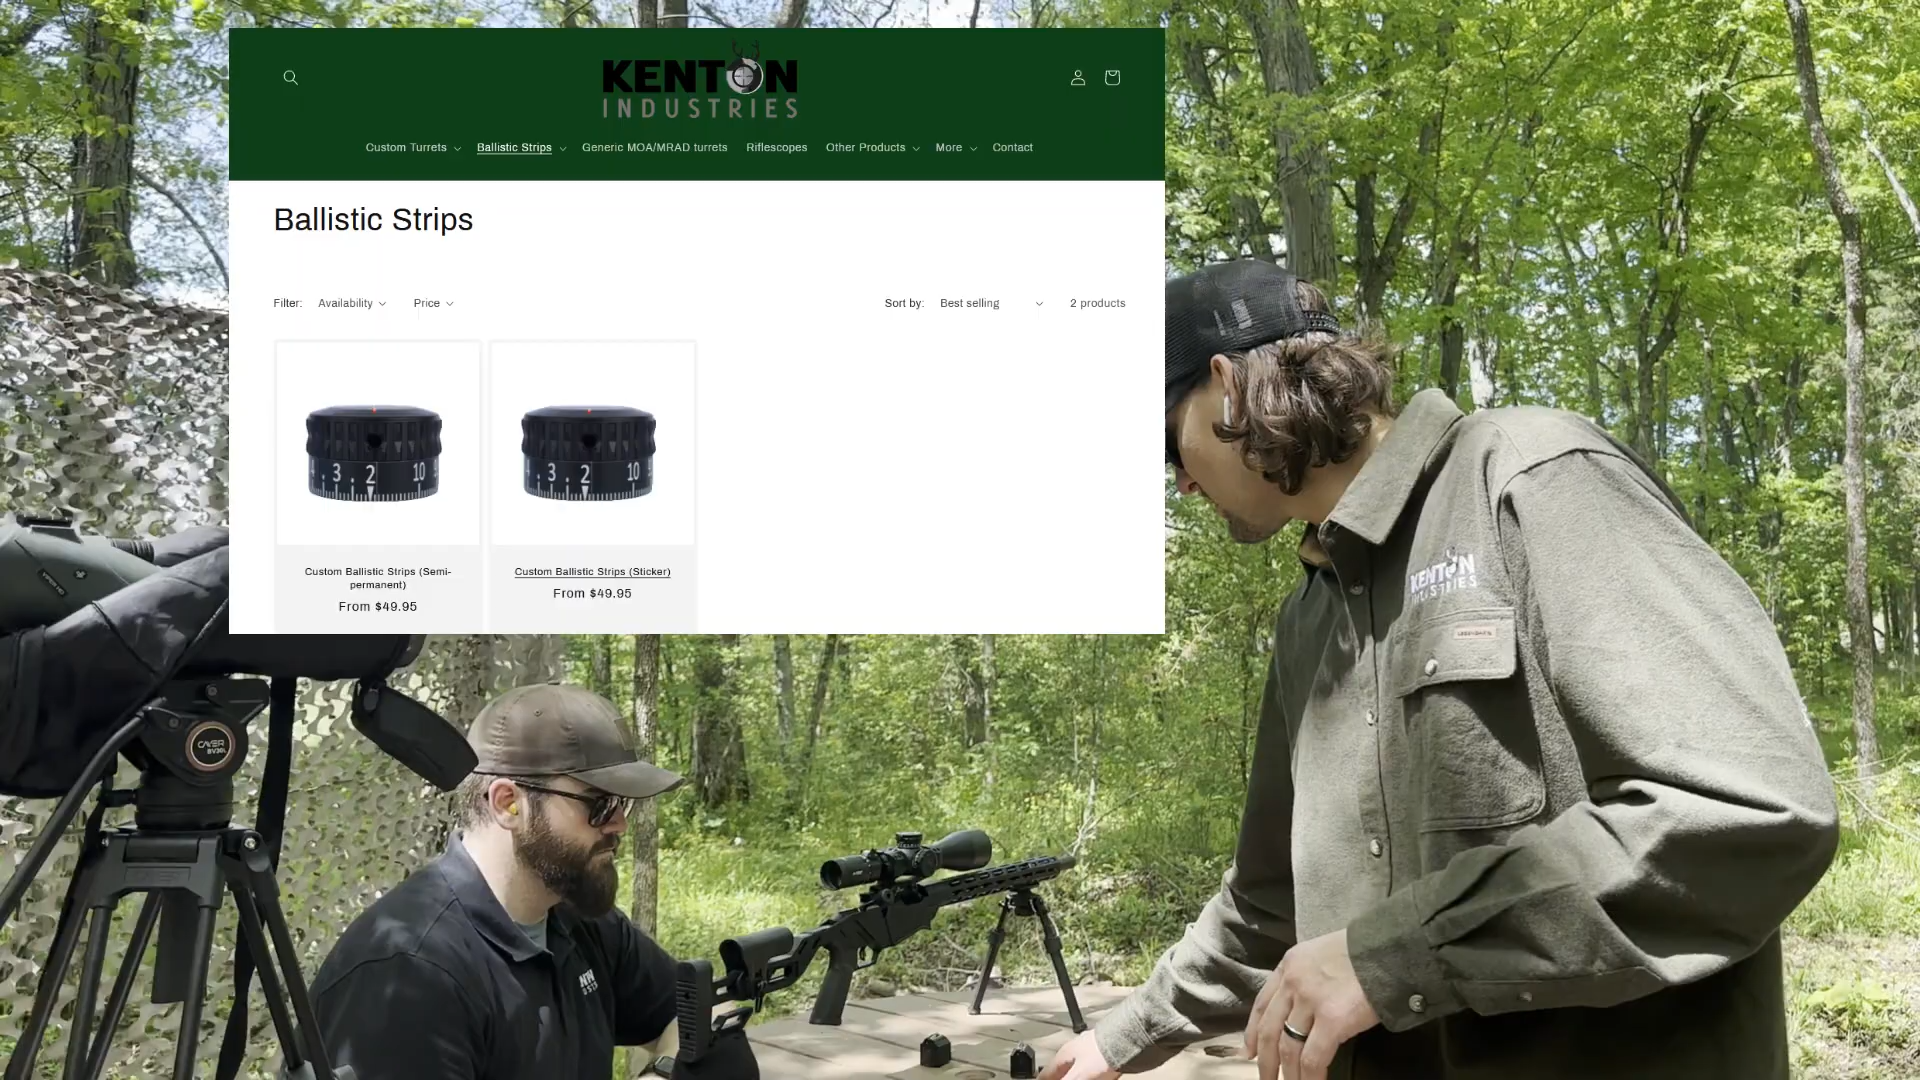 KENTON
INDUSTRIES
Custom Turrets
Ballistic Strips
Generic MOA/MRAD turrets
Riflescopes
Other Products
More
Contact
Ballistic Strips
Filter:
Availability
Price
Sort by:
Best selling
2 products
3 2 10
3 2 10
Custom Ballistic Strips (Semi-
permanent)
From $49.95
Custom Ballistic Strips (Sticker)
From $49.95
KENTON
INDUSTRIES